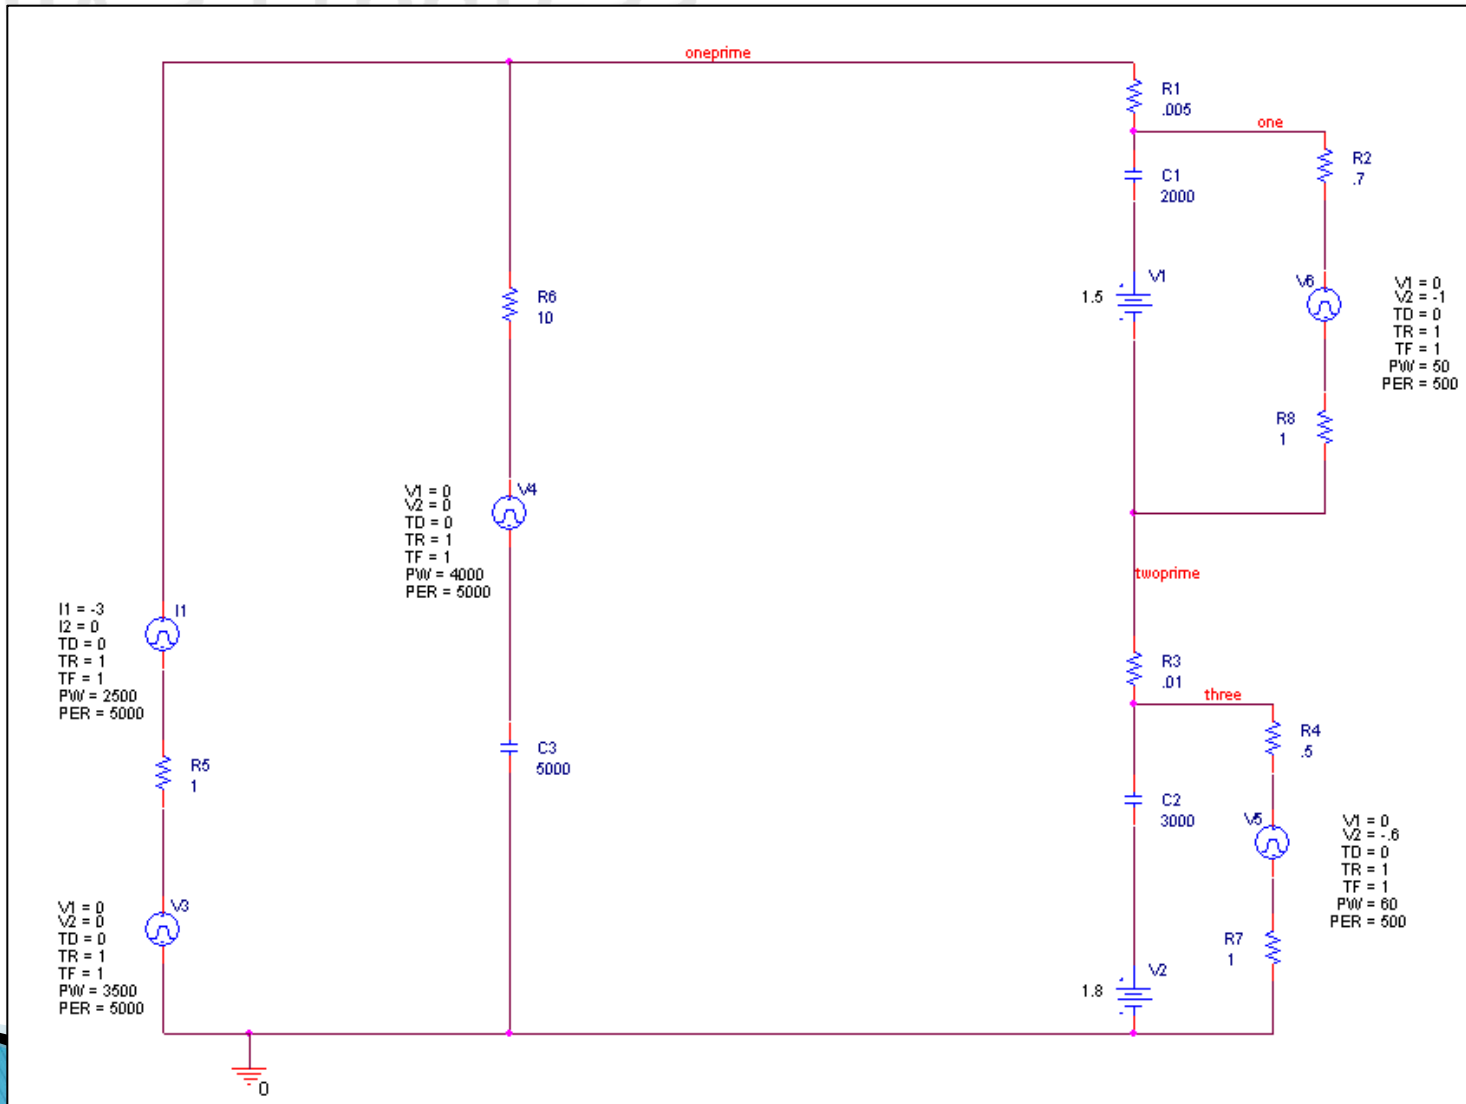 oneprime
R1
.005
one
R2
.7
C1
2000
V1
1.5
V6
V1 = 0
V2 = -1
TD = 0
TR = 1
TF = 1
PW = 50
PER = 500
R6
10
R8
1
V4
V1 = 0
V2 = 0
TD = 0
TR = 1
TF = 1
PW = 4000
PER = 5000
twoprime
I1
I1 = -3
I2 = 0
TD = 0
TR = 1
TF = 1
PW = 2500
PER = 5000
R3
.01
three
R4
.5
C3
5000
R5
1
C2
3000
V5
V1 = 0
V2 = -.6
TD = 0
TR = 1
TF = 1
PW = 60
PER = 500
V3
V1 = 0
V2 = 0
TD = 0
TR = 1
TF = 1
PW = 3500
PER = 5000
R7
1
V2
1.8
0